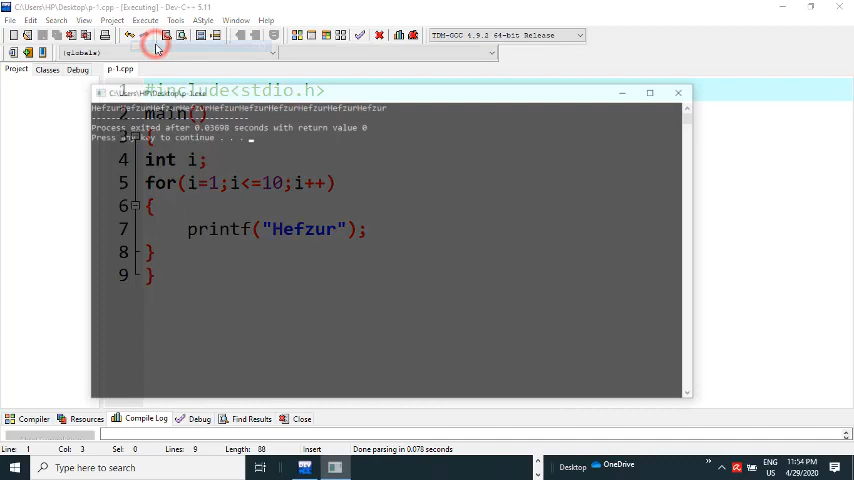 C:\Users\HP\Desktop\p-1.cpp - [Executing] - Dev-C++ 5.11
File Edit Search View Project Execute Tools AStyle Window Help
TDM-GCC 4.9.2 64-bit Release
(globals)
Project Classes Debug p-1.cpp
1 #include<stdio.h>
C:\Users\HP\Desktop\p-1.exe
HefzurHefzurHefzurHefzurHefzurHefzurHefzurHefzurHefzurHefzur
2 main()
--------------------------------
Process exited after 0.03698 seconds with return value 0
3 {
Press any key to continue . . .
4 int i;
5 for(i=1;i<=10;i++)
6 {
7 printf("Hefzur");
8 }
9 }
Compiler Resources Compile Log Debug Find Results Close
Line: 1 Col: 3 Sel: 0 Lines: 9 Length: 88 Insert Done parsing in 0.078 seconds
Type here to search
Desktop OneDrive
ENG US
11:54 PM
4/29/2020